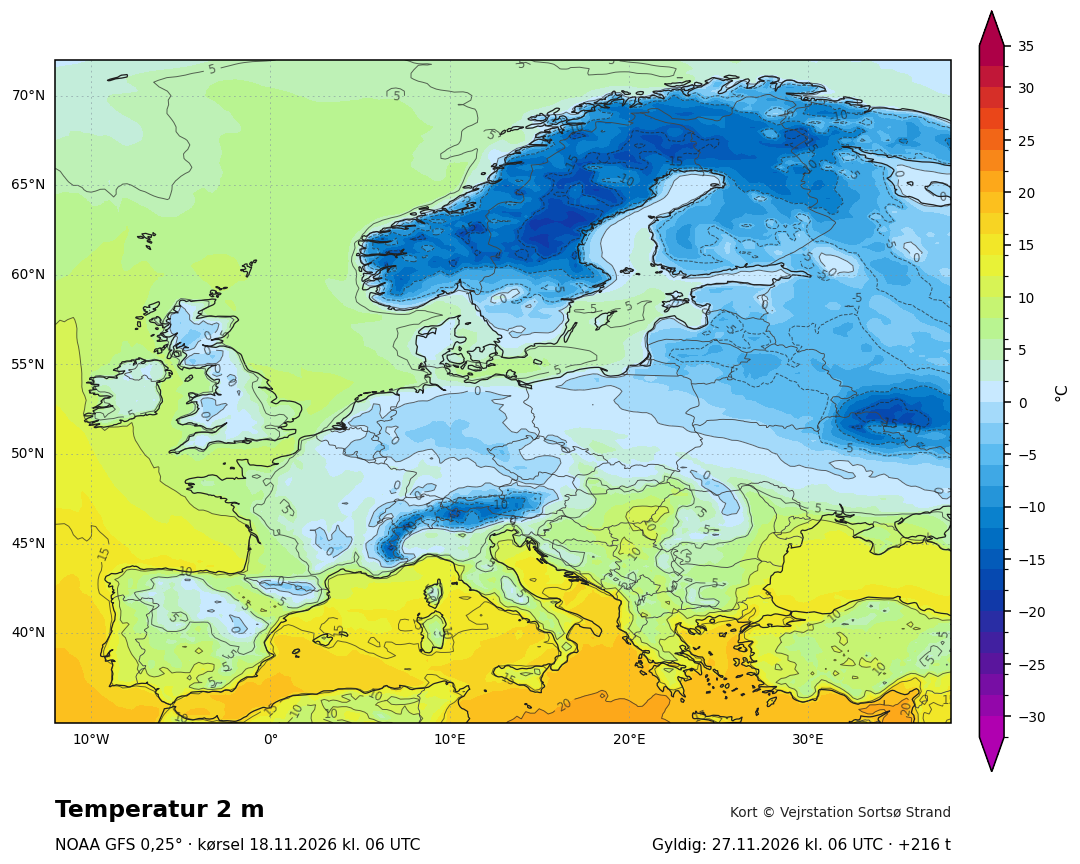 35
30
25
20
15
10
5
0
−5
−10
−15
−20
−25
−30
°C
70°N
65°N
60°N
55°N
50°N
45°N
40°N
10°W 0° 10°E 20°E 30°E
Temperatur 2 m
Kort © Vejrstation Sortsø Strand
NOAA GFS 0,25° · kørsel 18.11.2026 kl. 06 UTC
Gyldig: 27.11.2026 kl. 06 UTC · +216 t